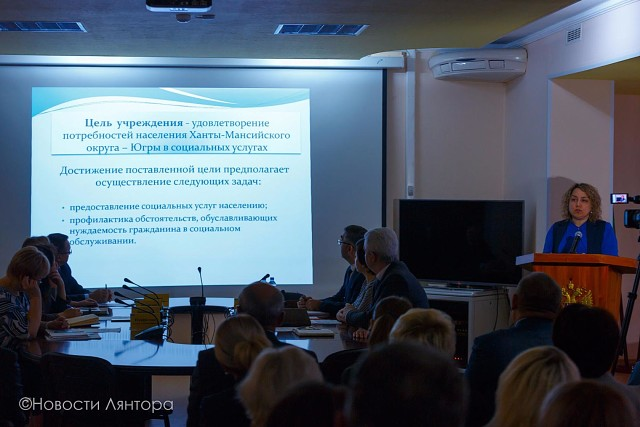 Цель учреждения - удовлетворение
потребностей населения Ханты-Мансийского
округа – Югры в социальных услугах
Достижение поставленной цели предполагает
осуществление следующих задач:
• предоставление социальных услуг населению;
• профилактика обстоятельств, обуславливающих
нуждаемость гражданина в социальном
обслуживании.
©Новости Лянтора